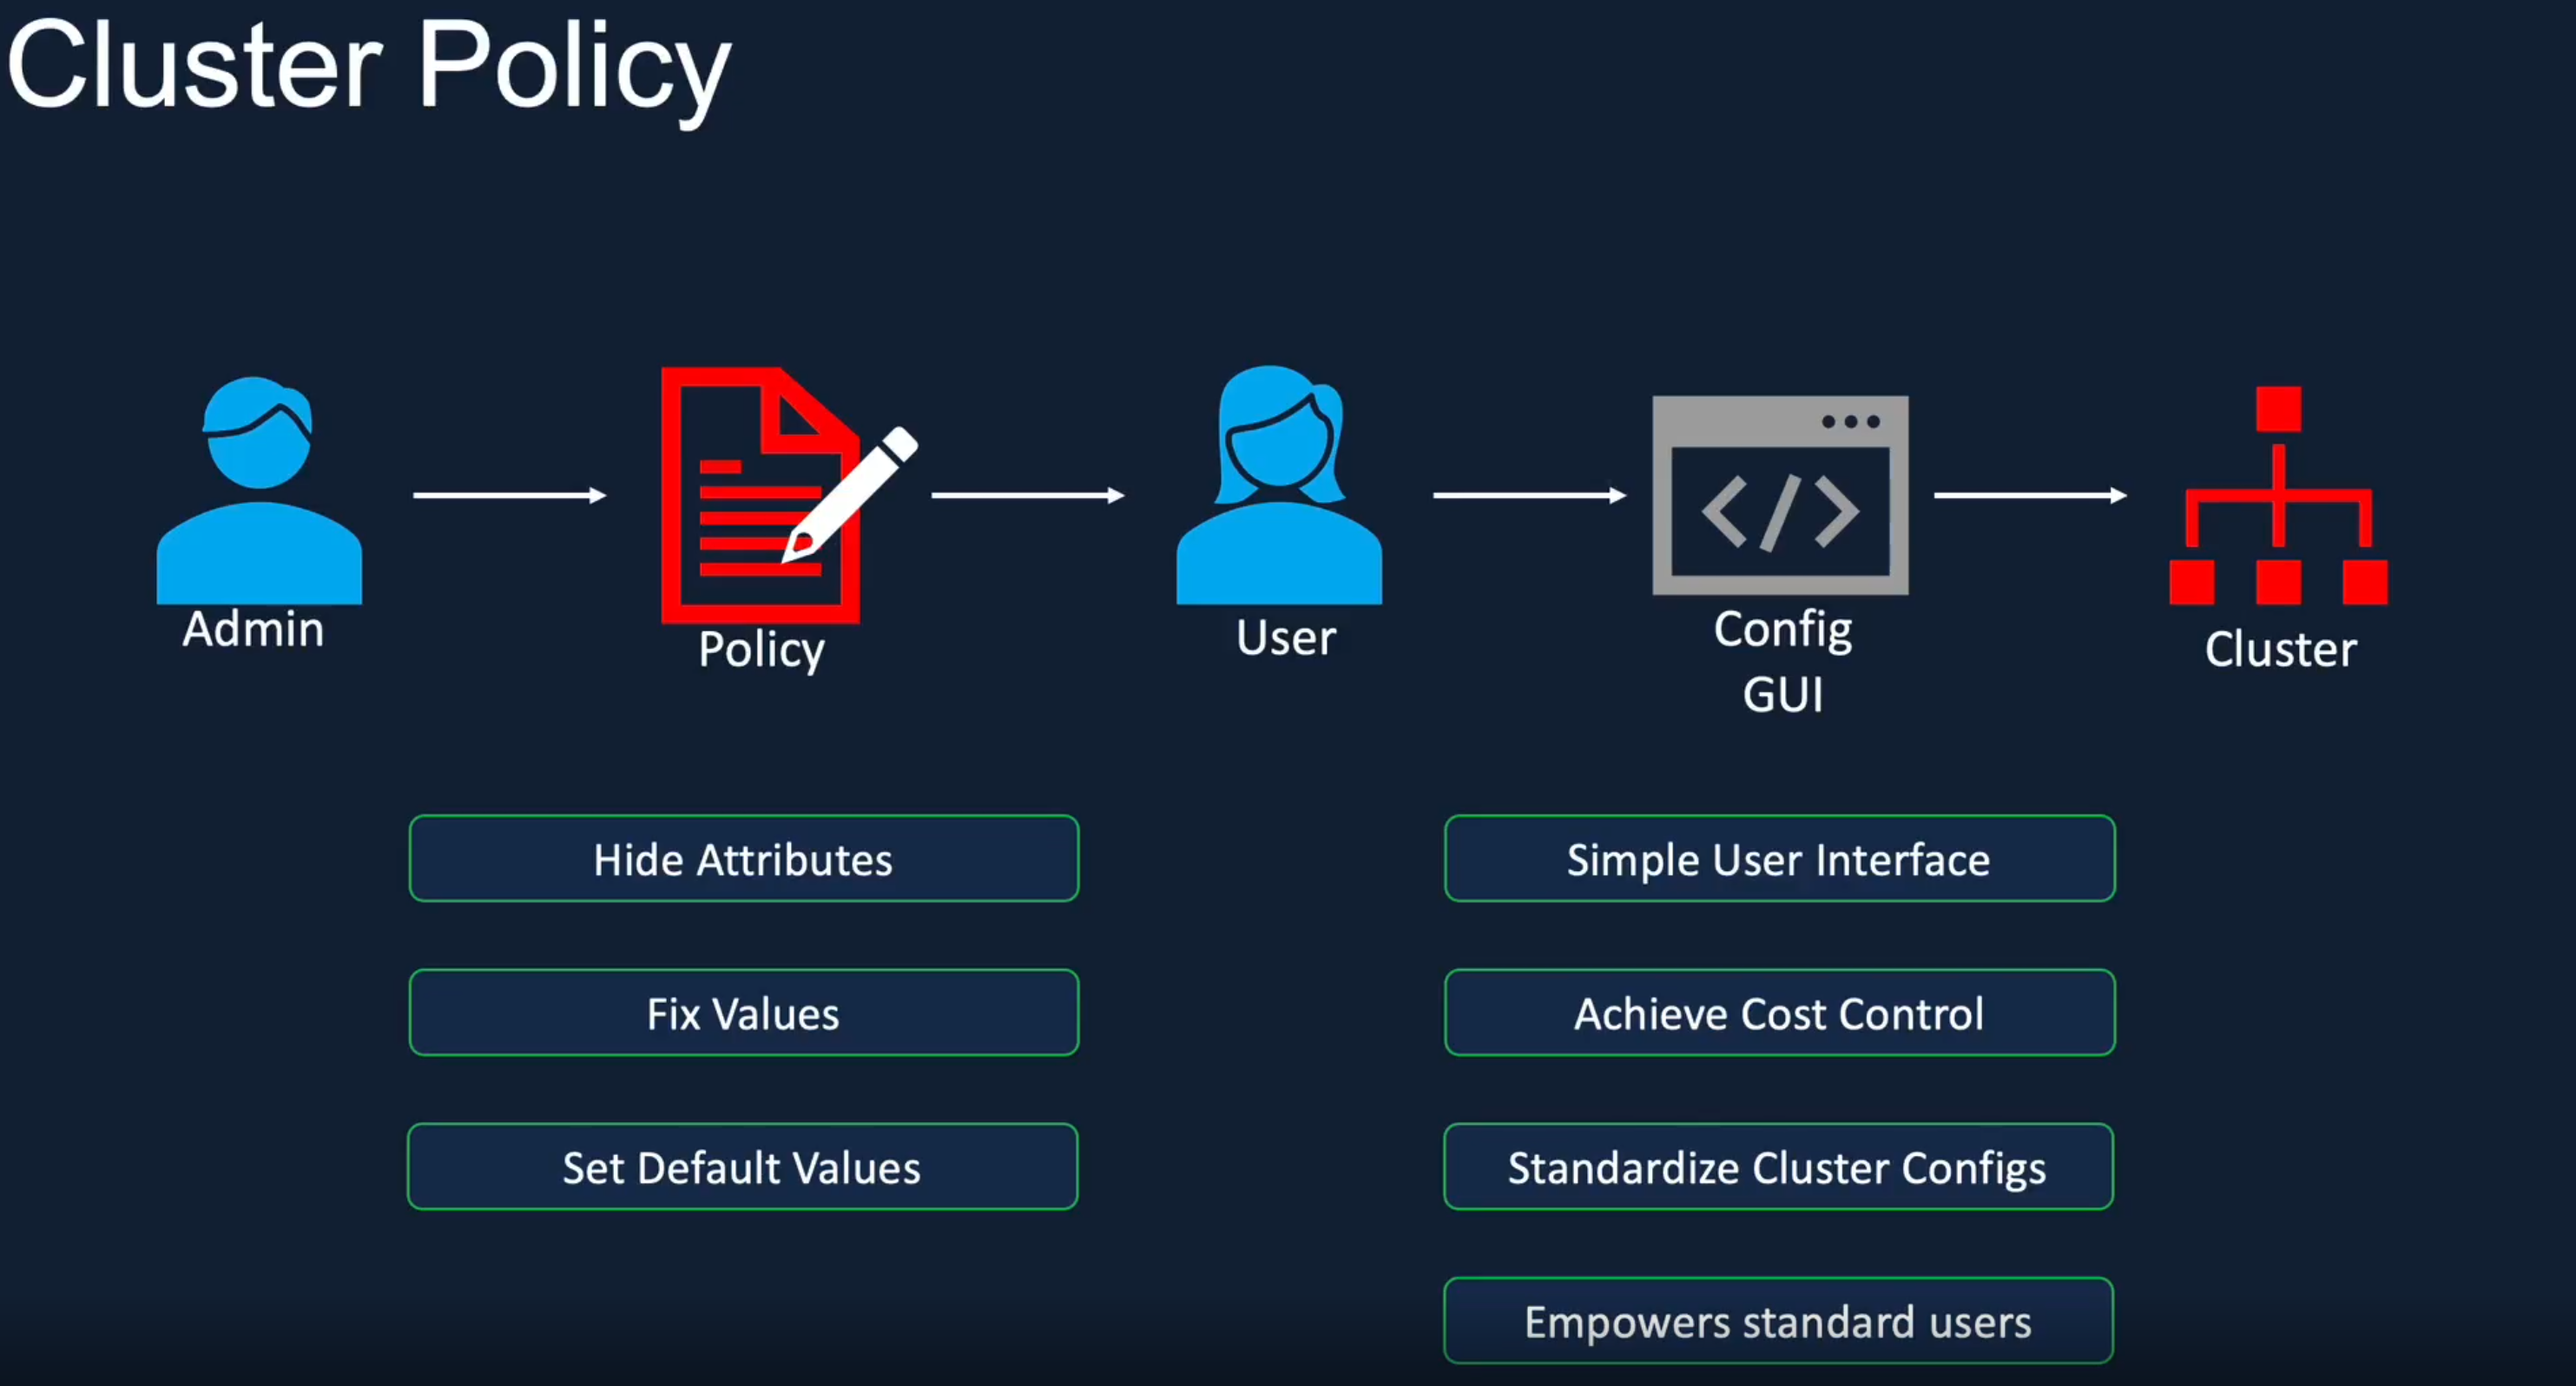 Cluster Policy
Admin
Policy
User
Config
GUI
Cluster
Hide Attributes
Fix Values
Set Default Values
Simple User Interface
Achieve Cost Control
Standardize Cluster Configs
Empowers standard users